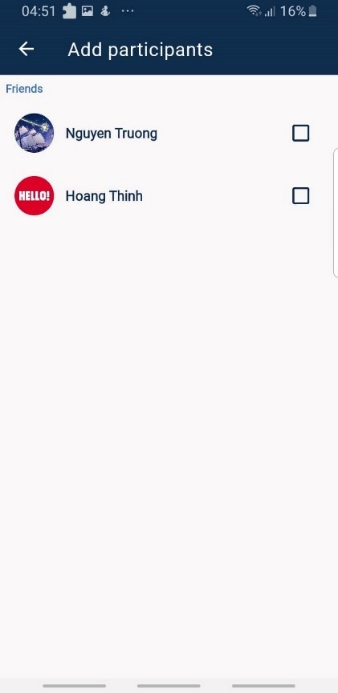 04:51 16%
Add participants
Friends
Nguyen Truong
HELLO!
Hoang Thinh